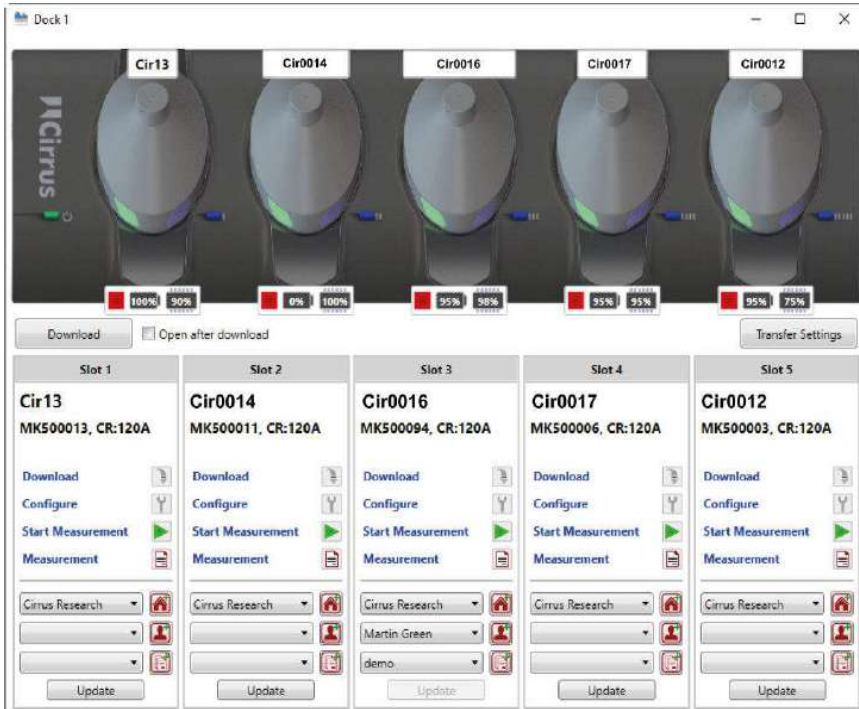 Dock 1
Cir13 Cir0014 Cir0016 Cir0017 Cir0012
Cirrus
100% 90% 0% 100% 95% 98% 95% 95% 95% 75%
Download Open after download Transfer Settings
Slot 1 Slot 2 Slot 3 Slot 4 Slot 5
Cir13 Cir0014 Cir0016 Cir0017 Cir0012
MK500013, CR:120A MK500011, CR:120A MK500094, CR:120A MK500006, CR:120A MK500003, CR:120A
Download Download Download Download Download
Configure Configure Configure Configure Configure
Start Measurement Start Measurement Start Measurement Start Measurement Start Measurement
Measurement Measurement Measurement Measurement Measurement
Cirrus Research Cirrus Research Cirrus Research Cirrus Research Cirrus Research
Martin Green
demo
Update Update Update Update Update